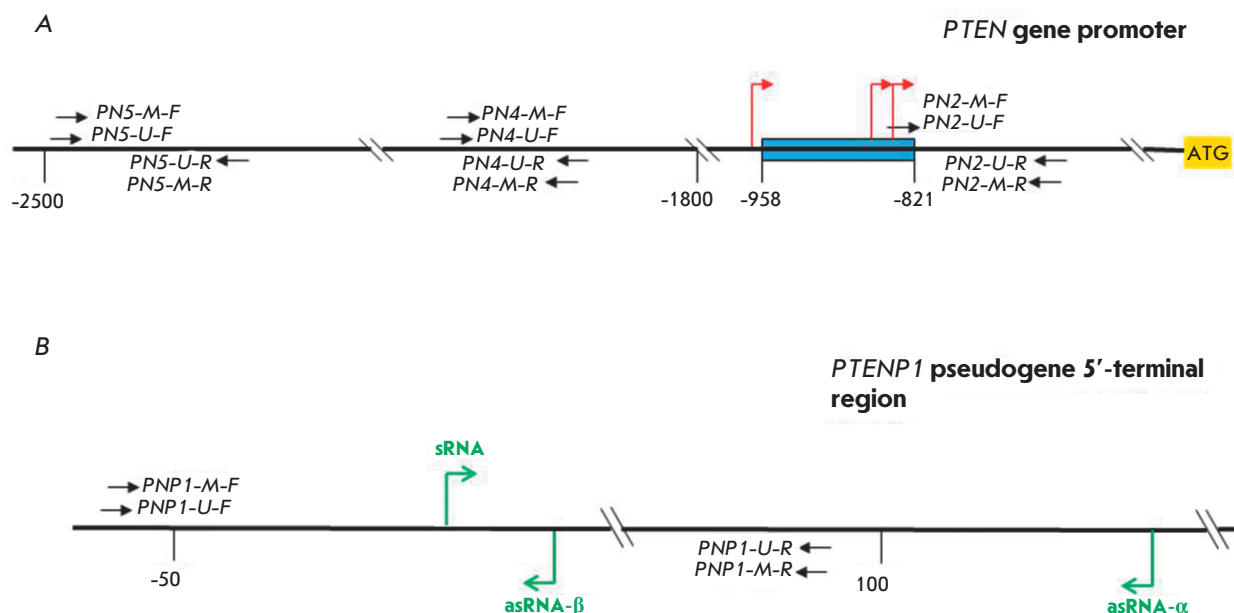 A
PTEN gene promoter
PN5-M-F
PN5-U-F
PN4-M-F
PN4-U-F
PN2-M-F
PN2-U-F
ATG
PN5-U-R
PN5-M-R
PN4-U-R
PN4-M-R
PN2-U-R
PN2-M-R
-2500
-1800
-958
-821
B
PTENP1 pseudogene 5’-terminal
region
sRNA
PNP1-M-F
PNP1-U-F
PNP1-U-R
PNP1-M-R
-50
100
asRNA-β
asRNA-α